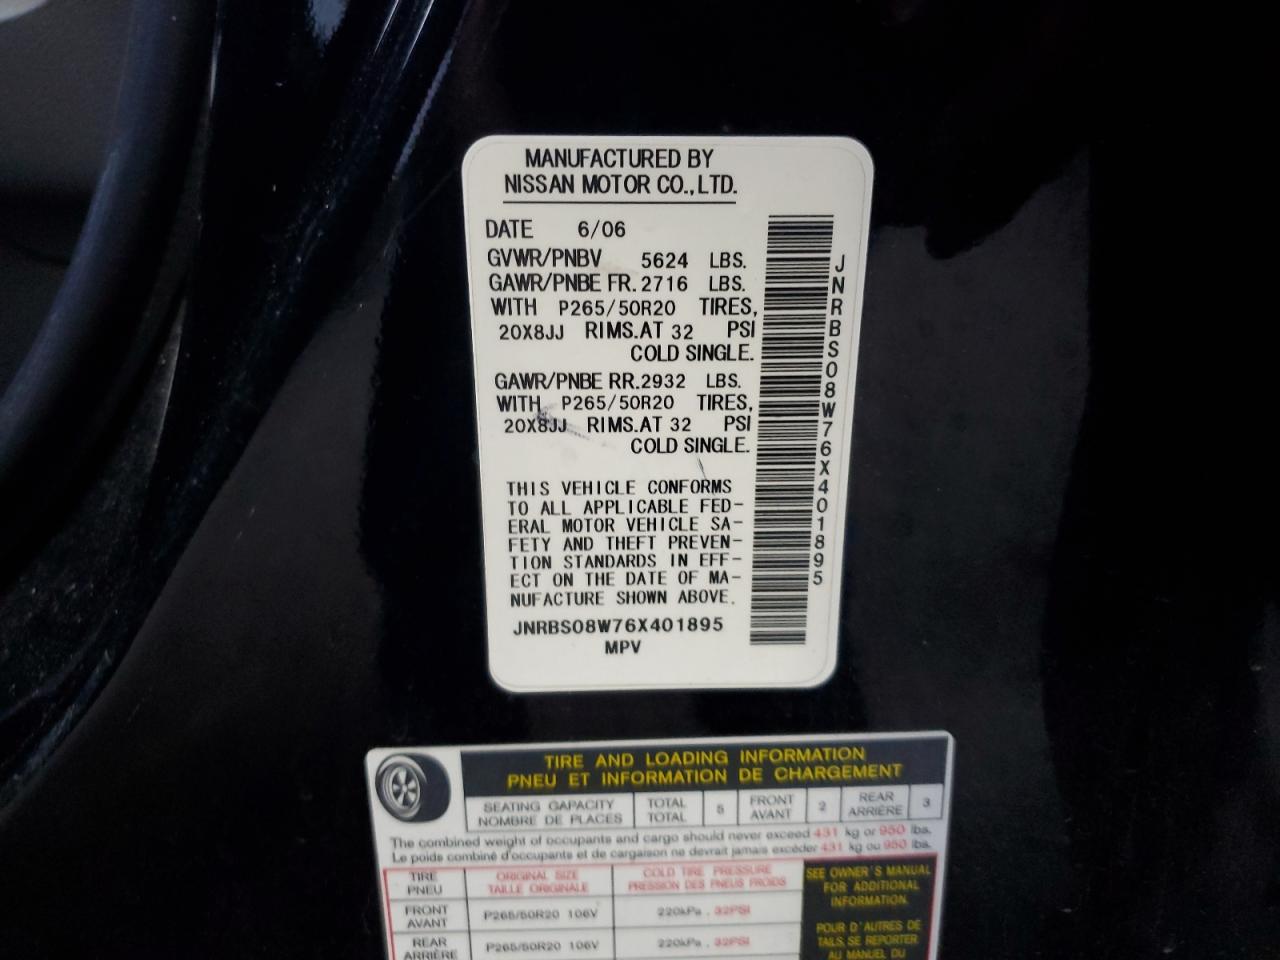 MANUFACTURED BY
NISSAN MOTOR CO.,LTD.
DATE 6/06
GVWR/PNBV 5624 LBS.
GAWR/PNBE FR. 2716 LBS.
WITH P265/50R20 TIRES,
20X8JJ RIMS.AT 32 PSI
COLD SINGLE.
GAWR/PNBE RR. 2932 LBS.
WITH P265/50R20 TIRES,
20X8JJ RIMS.AT 32 PSI
COLD SINGLE.
THIS VEHICLE CONFORMS
TO ALL APPLICABLE FED-
ERAL MOTOR VEHICLE SA-
FETY AND THEFT PREVEN-
TION STANDARDS IN EFF-
ECT ON THE DATE OF MA-
NUFACTURE SHOWN ABOVE.
JNRBS08W76X401895
MPV
JNRBS08W76X401895
TIRE AND LOADING INFORMATION
PNEU ET INFORMATION DE CHARGEMENT
SEATING CAPACITY TOTAL 5 FRONT 2 REAR 3
NOMBRE DE PLACES TOTAL AVANT ARRIÈRE
The combined weight of occupants and cargo should never exceed 431 kg or 950 lbs.
Le poids combiné d'occupants et de cargaison ne devrait jamais excéder 431 kg ou 950 lbs.
TIRE ORIGINAL SIZE COLD TIRE PRESSURE
PNEU TAILLE ORIGINALE PRESSION DES PNEUS FROIDS
FRONT
AVANT P265/50R20 106V 220kPa , 32PSI
REAR
ARRIÈRE P265/50R20 106V 220kPa , 32PSI
SEE OWNER'S MANUAL
FOR ADDITIONAL
INFORMATION.
POUR D'AUTRES DE
TAILS, SE REPORTER
AU MANUEL DU